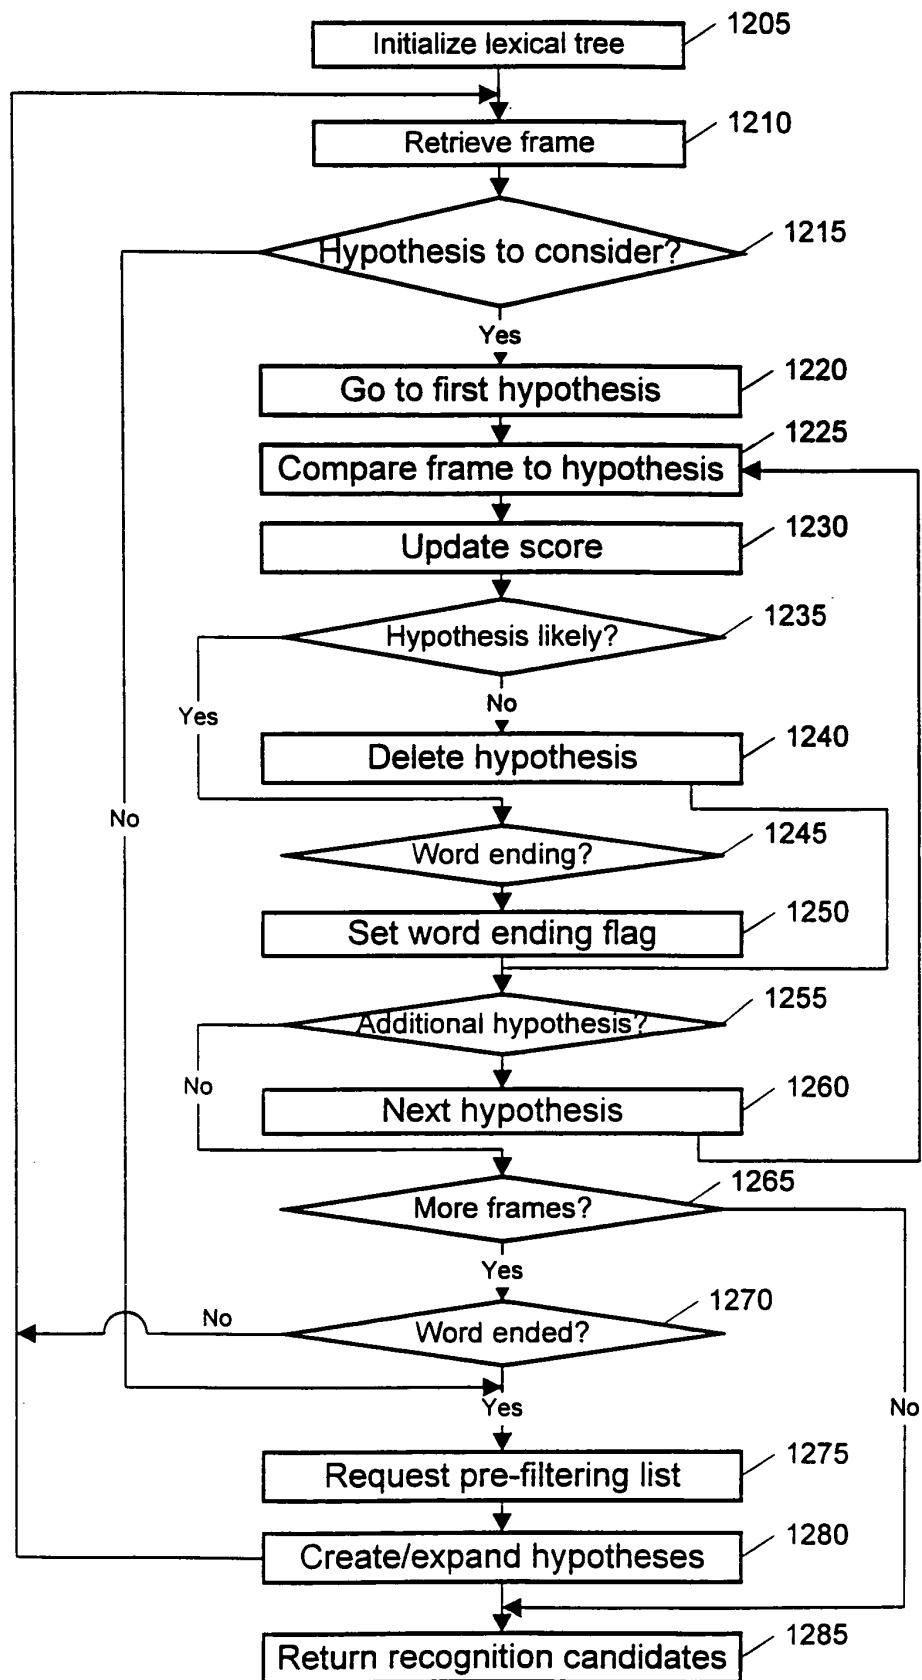 Initialize lexical tree 1205
Retrieve frame 1210
Hypothesis to consider? 1215
Yes
Go to first hypothesis 1220
Compare frame to hypothesis 1225
Update score 1230
Hypothesis likely? 1235
Yes
No
Delete hypothesis 1240
No
Word ending? 1245
Set word ending flag 1250
Additional hypothesis? 1255
No
Next hypothesis 1260
More frames? 1265
Yes
No
Word ended? 1270
Yes
No
Request pre-filtering list 1275
Create/expand hypotheses 1280
Return recognition candidates 1285